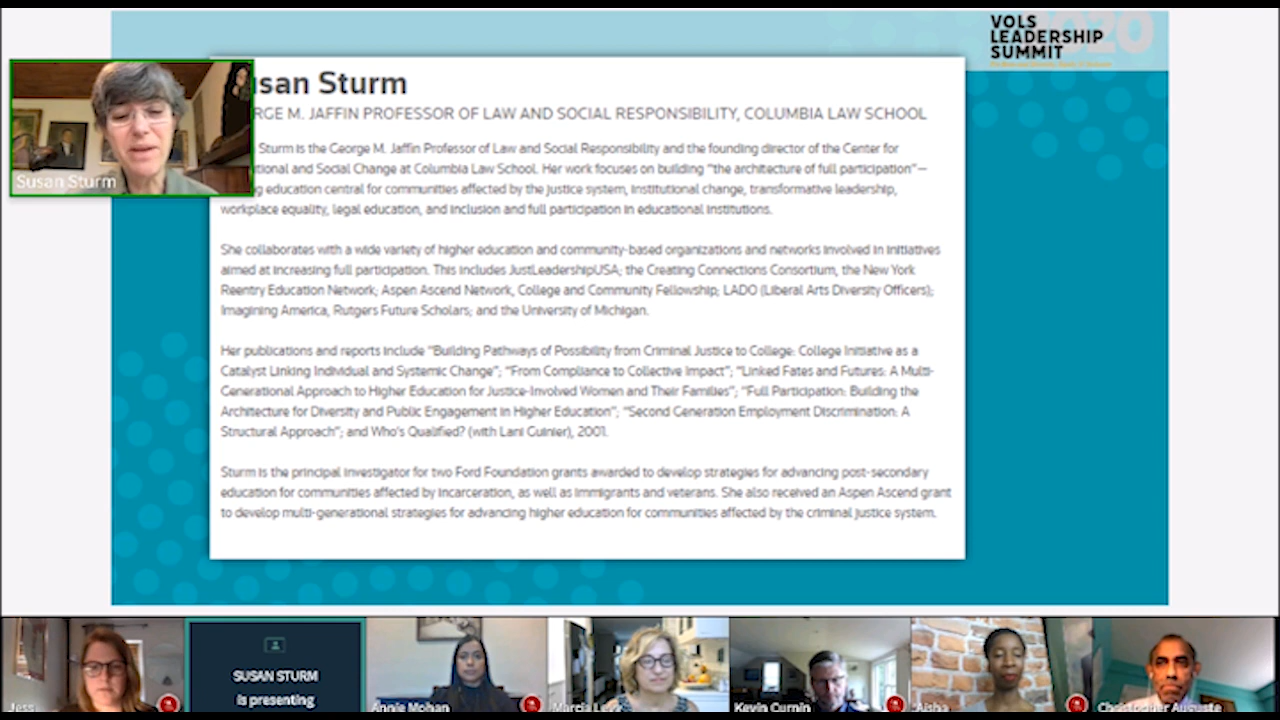 VOLS
LEADERSHIP
SUMMIT
2020
usan Sturm
RGE M. JAFFIN PROFESSOR OF LAW AND SOCIAL RESPONSIBILITY, COLUMBIA LAW SCHOOL
Sturm is the George M. Jaffin Professor of Law and Social Responsibility and the founding director of the Center for
tional and Social Change at Columbia Law School. Her work focuses on building "the architecture of full participation"—
g education central for communities affected by the justice system, institutional change, transformative leadership,
workplace equality, legal education, and inclusion and full participation in educational institutions.
She collaborates with a wide variety of higher education and community-based organizations and networks involved in initiatives
aimed at increasing full participation. This includes JustLeadershipUSA; the Creating Connections Consortium, the New York
Reentry Education Network; Aspen Ascend Network, College and Community Fellowship; LADO (Liberal Arts Diversity Officers);
Imagining America, Rutgers Future Scholars; and the University of Michigan.
Her publications and reports include "Building Pathways of Possibility from Criminal Justice to College: College Initiative as a
Catalyst Linking Individual and Systemic Change"; "From Compliance to Collective Impact"; "Linked Fates and Futures: A Multi-
Generational Approach to Higher Education for Justice-Involved Women and Their Families"; "Full Participation: Building the
Architecture for Diversity and Public Engagement in Higher Education"; "Second Generation Employment Discrimination: A
Structural Approach"; and Who's Qualified? (with Lani Guinier), 2001.
Sturm is the principal investigator for two Ford Foundation grants awarded to develop strategies for advancing post-secondary
education for communities affected by incarceration, as well as immigrants and veterans. She also received an Aspen Ascend grant
to develop multi-generational strategies for advancing higher education for communities affected by the criminal justice system.
Susan Sturm
Jess
SUSAN STURM
is presenting
Annie Mohan
Marcia Levy
Kevin Curnin
Aisha
Christopher Auguste